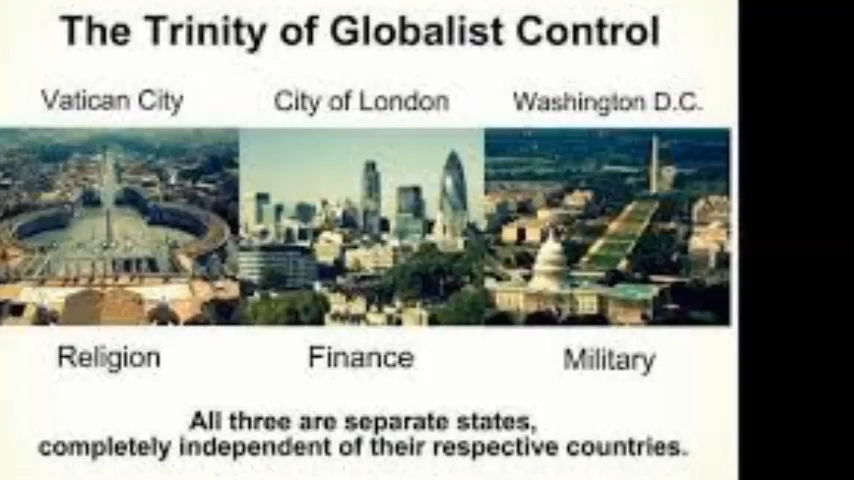 The Trinity of Globalist Control
Vatican City City of London Washington D.C.
Religion Finance Military
All three are separate states,
completely independent of their respective countries.